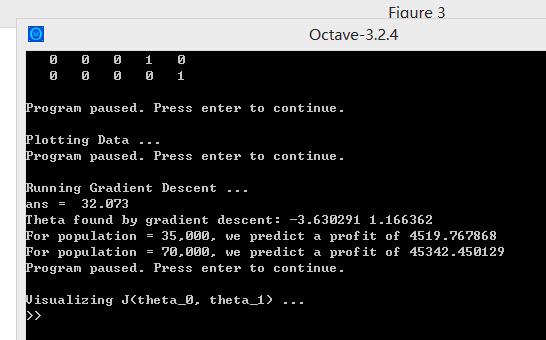 Figure 3
Octave-3.2.4
0 0 0 1 0
0 0 0 0 1
Program paused. Press enter to continue.
Plotting Data ...
Program paused. Press enter to continue.
Running Gradient Descent ...
ans = 32.073
Theta found by gradient descent: -3.630291 1.166362
For population = 35,000, we predict a profit of 4519.767868
For population = 70,000, we predict a profit of 45342.450129
Program paused. Press enter to continue.
Visualizing J(theta_0, theta_1) ...
>>